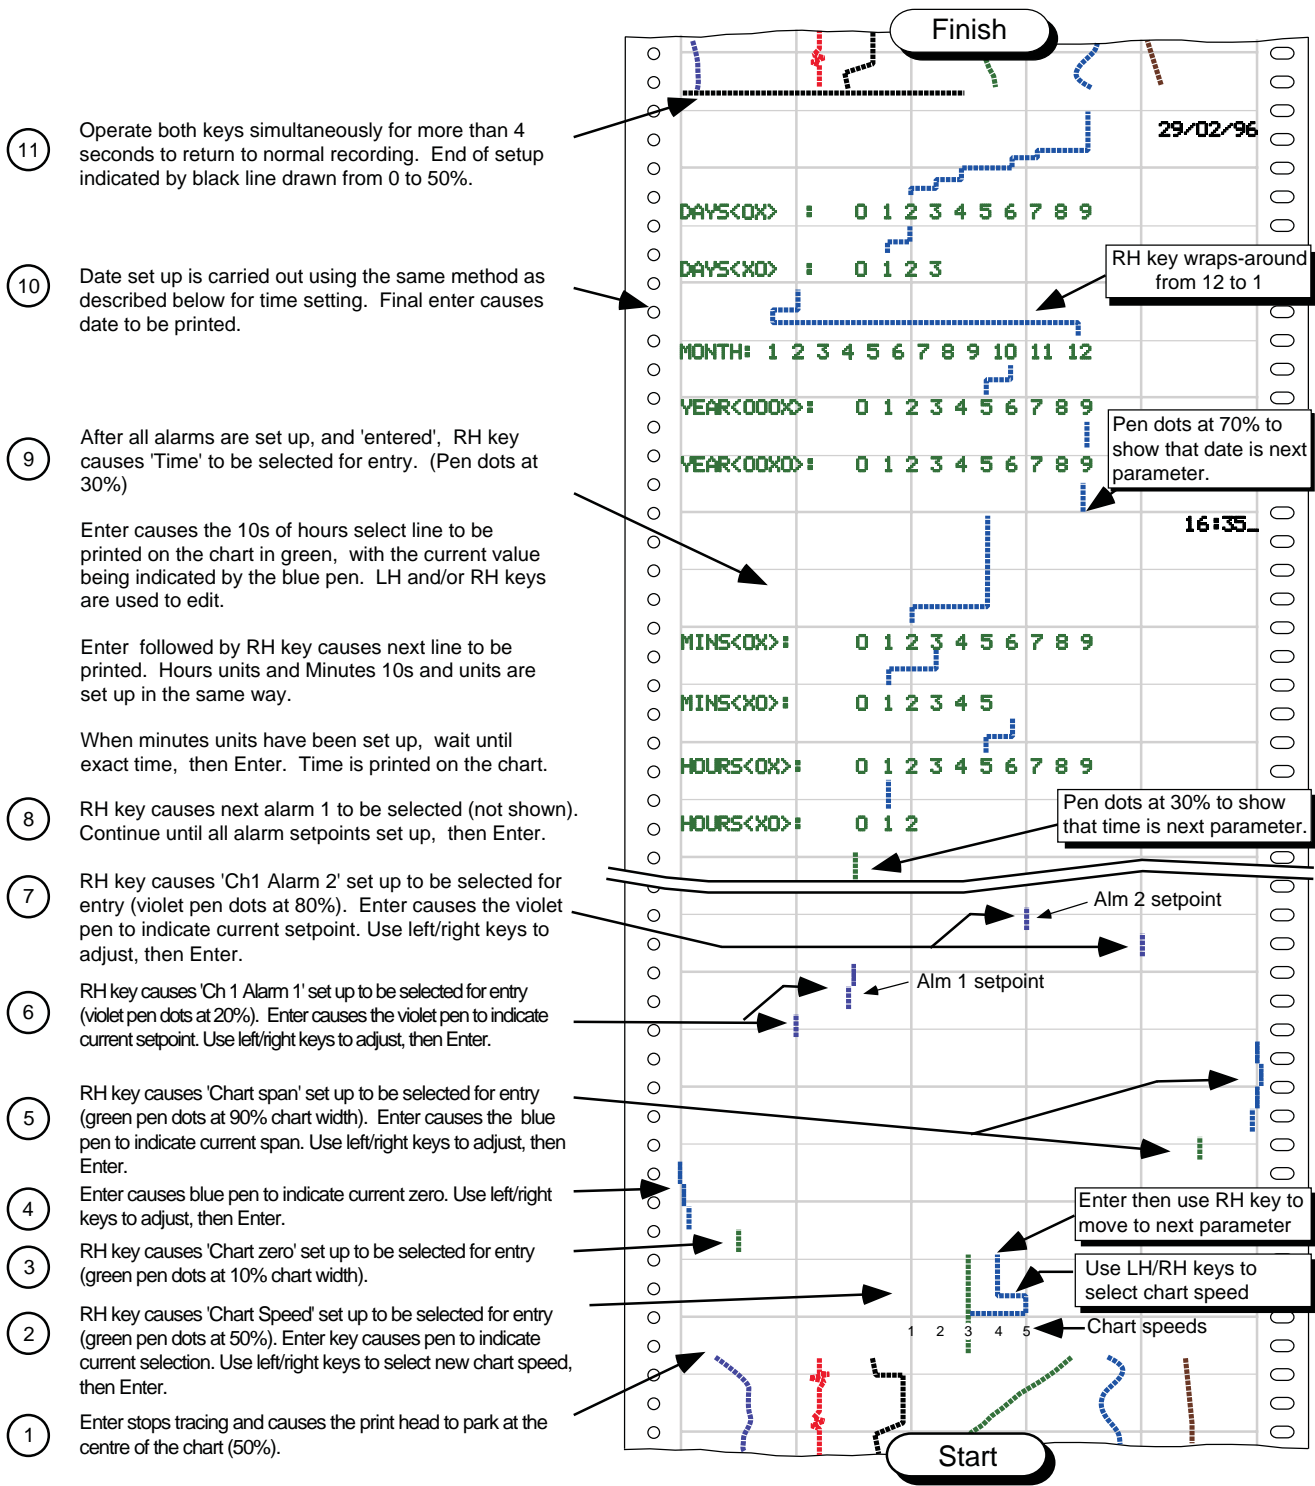 Finish
11
Operate both keys simultaneously for more than 4
seconds to return to normal recording.  End of setup
indicated by black line drawn from 0 to 50%.
29/02/96
DAYS<0X>  :  0 1 2 3 4 5 6 7 8 9
10
Date set up is carried out using the same method as
described below for time setting.  Final enter causes
date to be printed.
DAYS<X0>  :  0 1 2 3
RH key wraps-around
from 12 to 1
MONTH: 1 2 3 4 5 6 7 8 9 10 11 12
YEAR<000X>:  0 1 2 3 4 5 6 7 8 9
9
After all alarms are set up, and 'entered',  RH key
causes 'Time' to be selected for entry. (Pen dots at
30%)
Pen dots at 70% to
show that date is next
parameter.
YEAR<00X0>:  0 1 2 3 4 5 6 7 8 9
Enter causes the 10s of hours select line to be
printed on the chart in green,  with the current value
being indicated by the blue pen.  LH and/or RH keys
are used to edit.
16:35_
Enter  followed by RH key causes next line to be
printed.  Hours units and Minutes 10s and units are
set up in the same way.
MINS<0X>:  0 1 2 3 4 5 6 7 8 9
MINS<X0>:  0 1 2 3 4 5
When minutes units have been set up,  wait until
exact time, then Enter.  Time is printed on the chart.
HOURS<0X>:  0 1 2 3 4 5 6 7 8 9
8
RH key causes next alarm 1 to be selected (not shown).
Continue until all alarm setpoints set up,  then Enter.
HOURS<X0>:  0 1 2
Pen dots at 30% to show
that time is next parameter.
7
RH key causes 'Ch1 Alarm 2' set up to be selected for
entry (violet pen dots at 80%).  Enter causes the violet
pen to indicate current setpoint. Use left/right keys to
adjust, then Enter.
Alm 2 setpoint
6
RH key causes 'Ch 1 Alarm 1' set up to be selected for entry
(violet pen dots at 20%).  Enter causes the violet pen to indicate
current setpoint. Use left/right keys to adjust, then Enter.
Alm 1 setpoint
5
RH key causes 'Chart span' set up to be selected for entry
(green pen dots at 90% chart width).  Enter causes the  blue
pen to indicate current span. Use left/right keys to adjust, then
Enter.
4
Enter causes blue pen to indicate current zero. Use left/right
keys to adjust, then Enter.
Enter then use RH key to
move to next parameter
3
RH key causes 'Chart zero' set up to be selected for entry
(green pen dots at 10% chart width).
Use LH/RH keys to
select chart speed
2
RH key causes 'Chart Speed' set up to be selected for entry
(green pen dots at 50%). Enter key causes pen to indicate
current selection. Use left/right keys to select new chart speed,
then Enter.
1 2 3 4 5
Chart speeds
1
Enter stops tracing and causes the print head to park at the
centre of the chart (50%).
Start